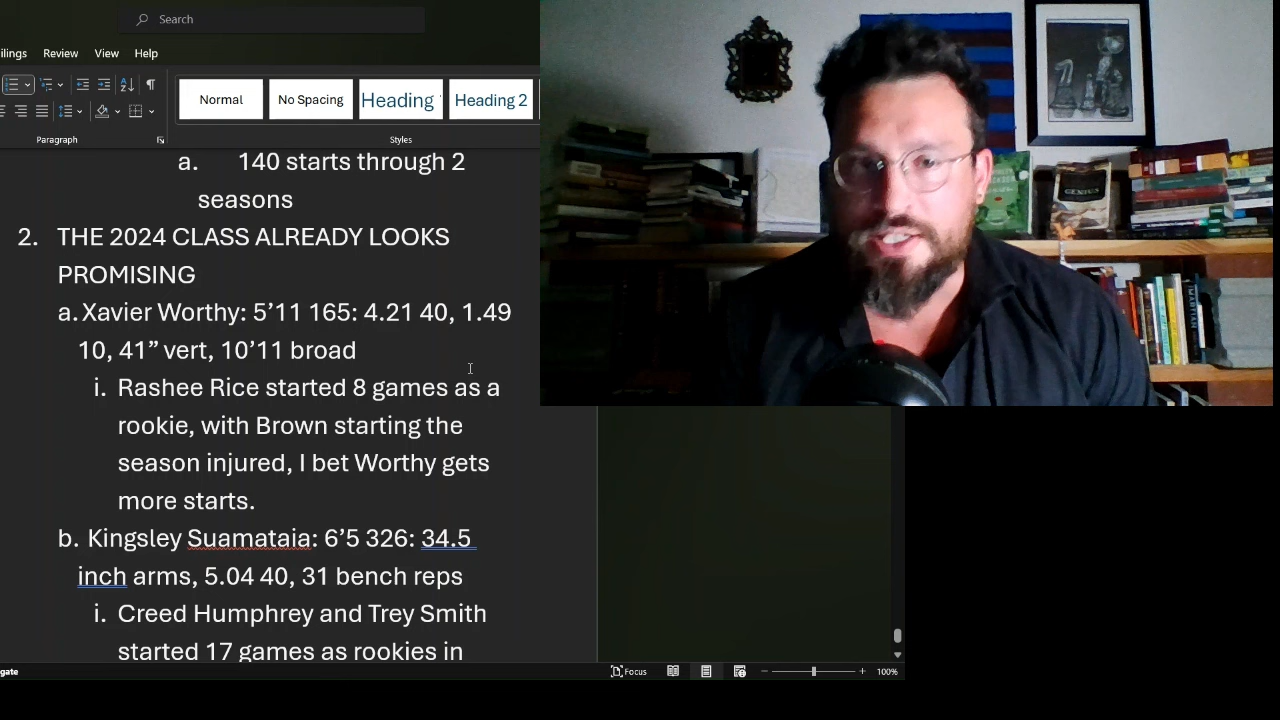 Search
ilings Review View Help
Normal No Spacing Heading Heading 2
Paragraph Styles
a. 140 starts through 2
seasons
2. THE 2024 CLASS ALREADY LOOKS
PROMISING
a. Xavier Worthy: 5’11 165: 4.21 40, 1.49
10, 41” vert, 10’11 broad
i. Rashee Rice started 8 games as a
rookie, with Brown starting the
season injured, I bet Worthy gets
more starts.
b. Kingsley Suamataia: 6’5 326: 34.5
inch arms, 5.04 40, 31 bench reps
i. Creed Humphrey and Trey Smith
started 17 games as rookies in
gate Focus 100%
GENIUS
MARTIAN